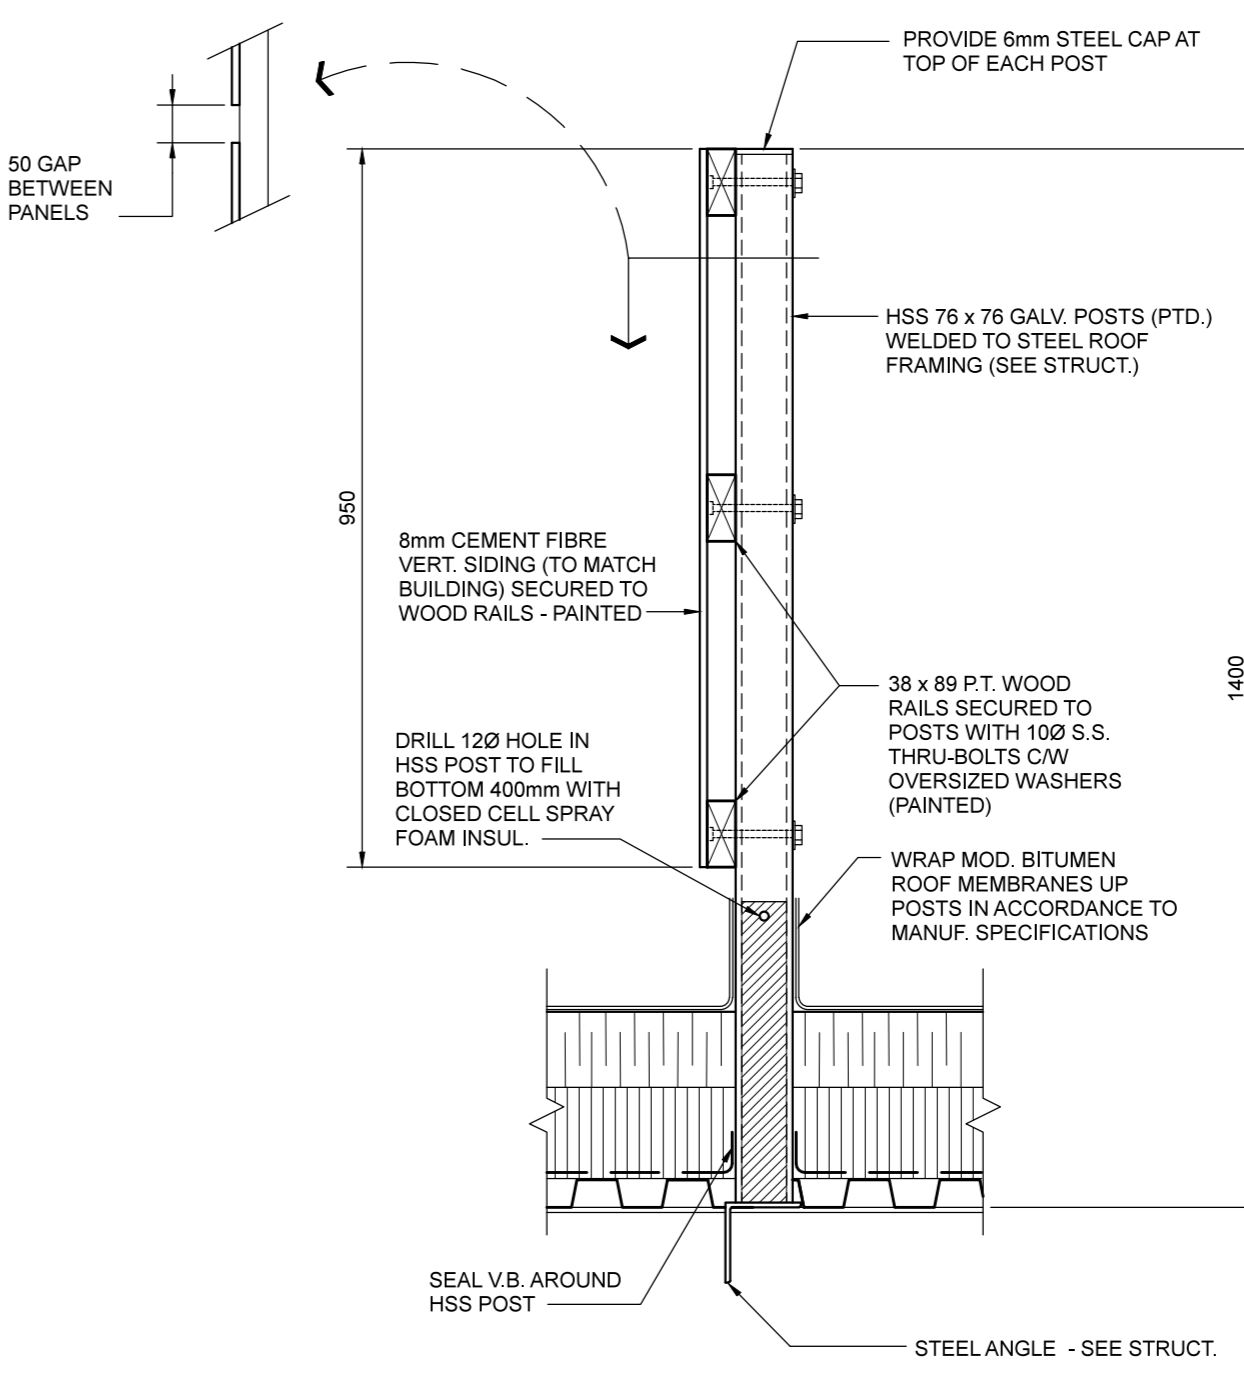 PROVIDE 6mm STEEL CAP AT
TOP OF EACH POST
50 GAP
BETWEEN
PANELS
HSS 76 x 76 GALV. POSTS (PTD.)
WELDED TO STEEL ROOF
FRAMING (SEE STRUCT.)
950
8mm CEMENT FIBRE
VERT. SIDING (TO MATCH
BUILDING) SECURED TO
WOOD RAILS - PAINTED
1400
38 x 89 P.T. WOOD
RAILS SECURED TO
POSTS WITH 10Ø S.S.
THRU-BOLTS C/W
OVERSIZED WASHERS
(PAINTED)
DRILL 12Ø HOLE IN
HSS POST TO FILL
BOTTOM 400mm WITH
CLOSED CELL SPRAY
FOAM INSUL.
WRAP MOD. BITUMEN
ROOF MEMBRANES UP
POSTS IN ACCORDANCE TO
MANUF. SPECIFICATIONS
SEAL V.B. AROUND
HSS POST
STEEL ANGLE - SEE STRUCT.